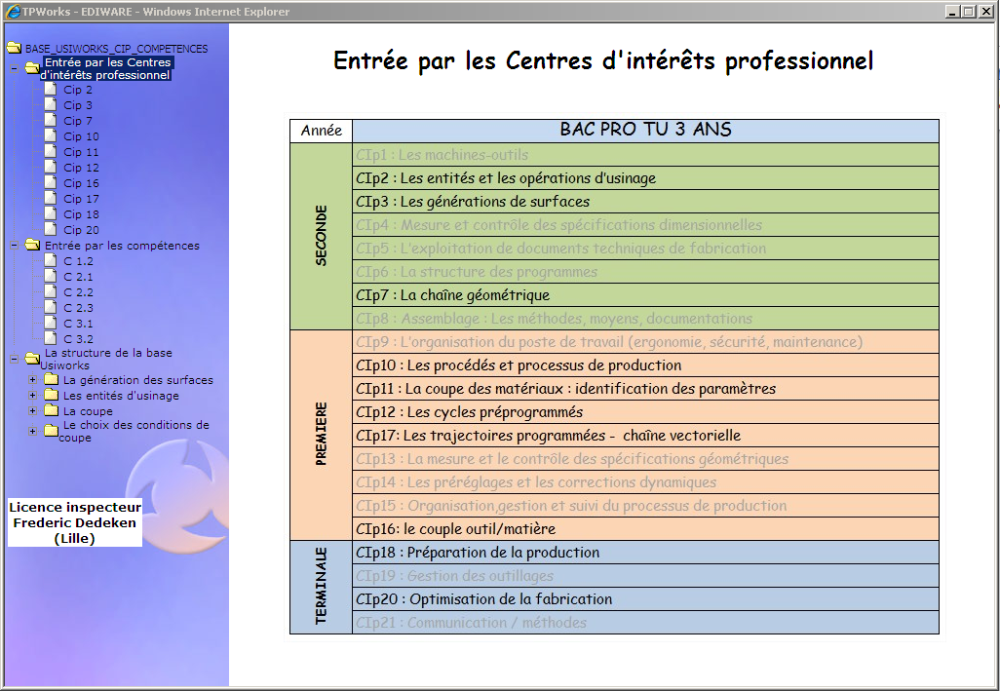 TPWorks - EDIWARE - Windows Internet Explorer
BASE_USIWORKS_CIP_COMPETENCES
Entrée par les Centres
d'intérêts professionnel
Cip 2
Cip 3
Cip 7
Cip 10
Cip 11
Cip 12
Cip 16
Cip 17
Cip 18
Cip 20
Entrée par les compétences
C 1.2
C 2.1
C 2.2
C 2.3
C 3.1
C 3.2
La structure de la base
Usiworks
La génération des surfaces
Les entités d'usinage
La coupe
Le choix des conditions de
coupe
Licence inspecteur
Frederic Dedeken
(Lille)
Entrée par les Centres d'intérêts professionnel
Année
BAC PRO TU 3 ANS
SECONDE
CIp1 : Les machines-outils
CIp2 : Les entités et les opérations d'usinage
CIp3 : Les générations de surfaces
CIp4 : Mesure et contrôle des spécifications dimensionnelles
CIp5 : L'exploitation de documents techniques de fabrication
CIp6 : La structure des programmes
CIp7 : La chaîne géométrique
CIp8 : Assemblage : Les méthodes, moyens, documentations
PREMIERE
CIp9 : L'organisation du poste de travail (ergonomie, sécurité, maintenance)
CIp10 : Les procédés et processus de production
CIp11 : La coupe des matériaux : identification des paramètres
CIp12 : Les cycles préprogrammés
CIp17: Les trajectoires programmées - chaîne vectorielle
CIp13 : La mesure et le contrôle des spécifications géométriques
CIp14 : Les préréglages et les corrections dynamiques
CIp15 : Organisation,gestion et suivi du processus de production
CIp16: le couple outil/matière
TERMINALE
CIp18 : Préparation de la production
CIp19 : Gestion des outillages
CIp20 : Optimisation de la fabrication
CIp21 : Communication / méthodes